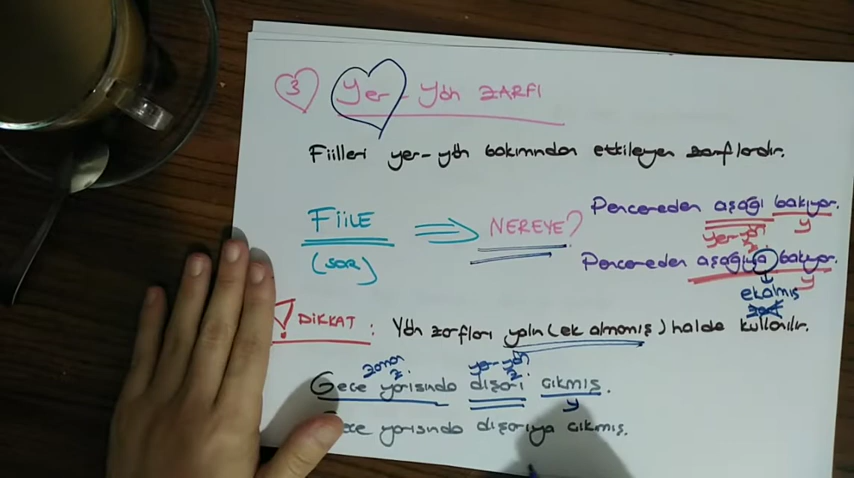 3 Yer - Yön ZARFI
Fiilleri yer-yön bakımından etkileyen zarflardır.
FiiLE
(SOR)
NEREYE?
Pencereden aşağı bakıyor.
yer-yön z. y
Pencereden aşağıya bakıyor.
y
ek almış
! DİKKAT : Yön zarfları yalın (ek almamış) halde kullanılır.
zaman z. yer-yön z.
Gece yarısında dışarı çıkmış.
y
ece yarısında dışarıya çıkmış.